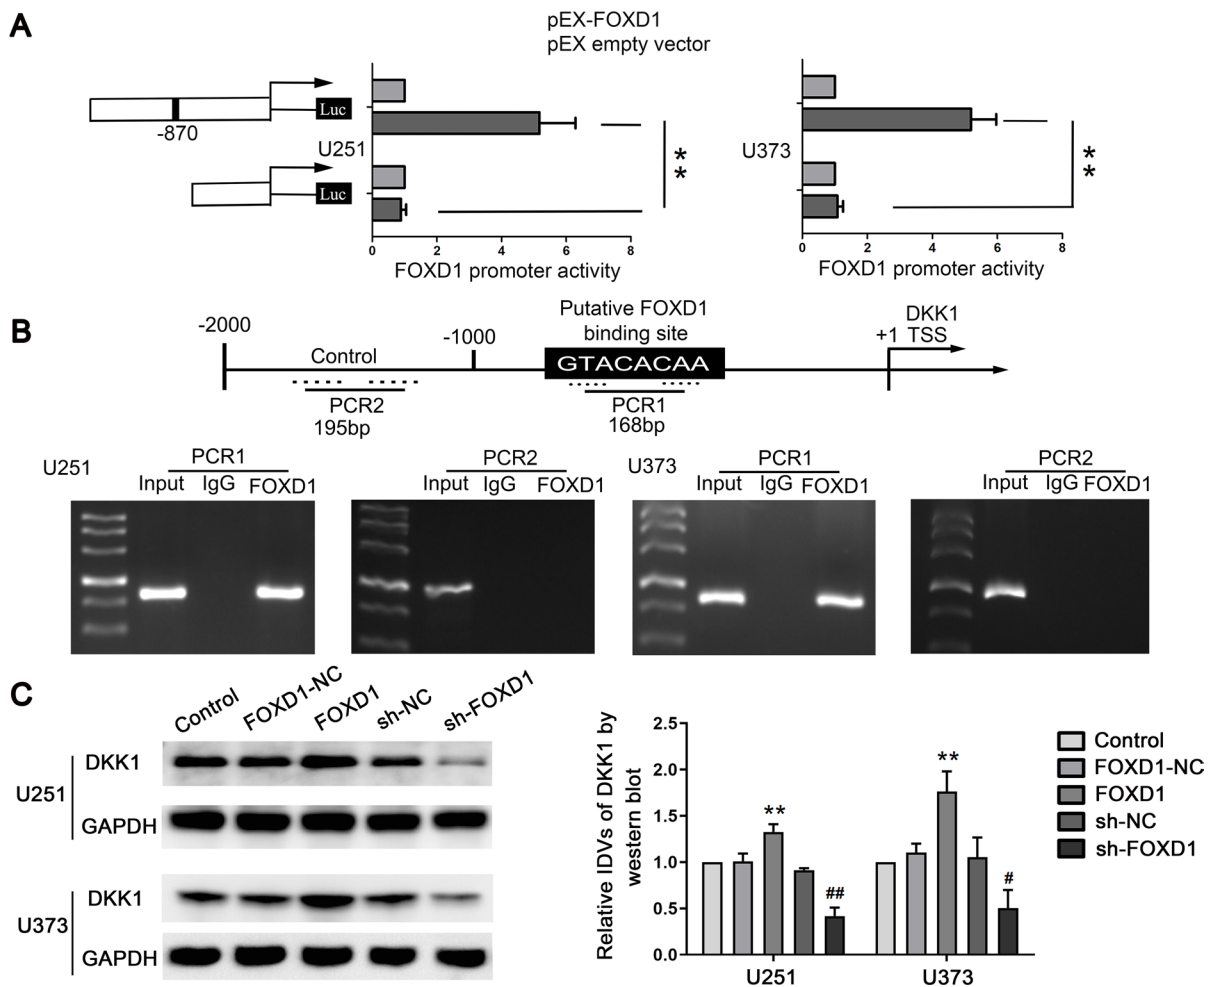 A
pEX-FOXD1
pEX empty vector
Luc
-870
U251
Luc
0 2 4 6 8
FOXD1 promoter activity
**
U373
0 2 4 6 8
FOXD1 promoter activity
**
B
-2000
Control
PCR2
195bp
-1000
Putative FOXD1
binding site
GTACACAA
PCR1
168bp
+1
DKK1
TSS
U251
PCR1
Input IgG FOXD1
PCR2
Input IgG FOXD1
U373
PCR1
Input IgG FOXD1
PCR2
Input IgG FOXD1
C
Control FOXD1-NC FOXD1 sh-NC sh-FOXD1
U251
DKK1
GAPDH
U373
DKK1
GAPDH
Relative IDVs of DKK1 by
western blot
2.5
2.0
1.5
1.0
0.5
0.0
**
##
**
#
U251 U373
Control
FOXD1-NC
FOXD1
sh-NC
sh-FOXD1